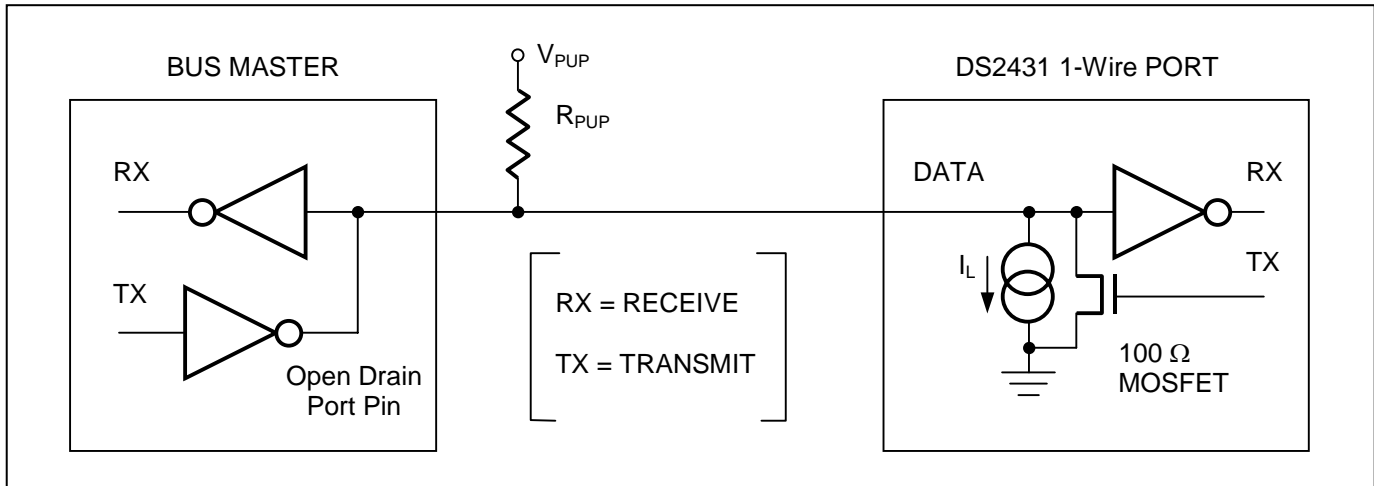 BUS MASTER
V_PUP
DS2431 1-Wire PORT
R_PUP
RX
DATA
RX
TX
I_L
TX
RX = RECEIVE
TX = TRANSMIT
Open Drain
Port Pin
100 Ω
MOSFET